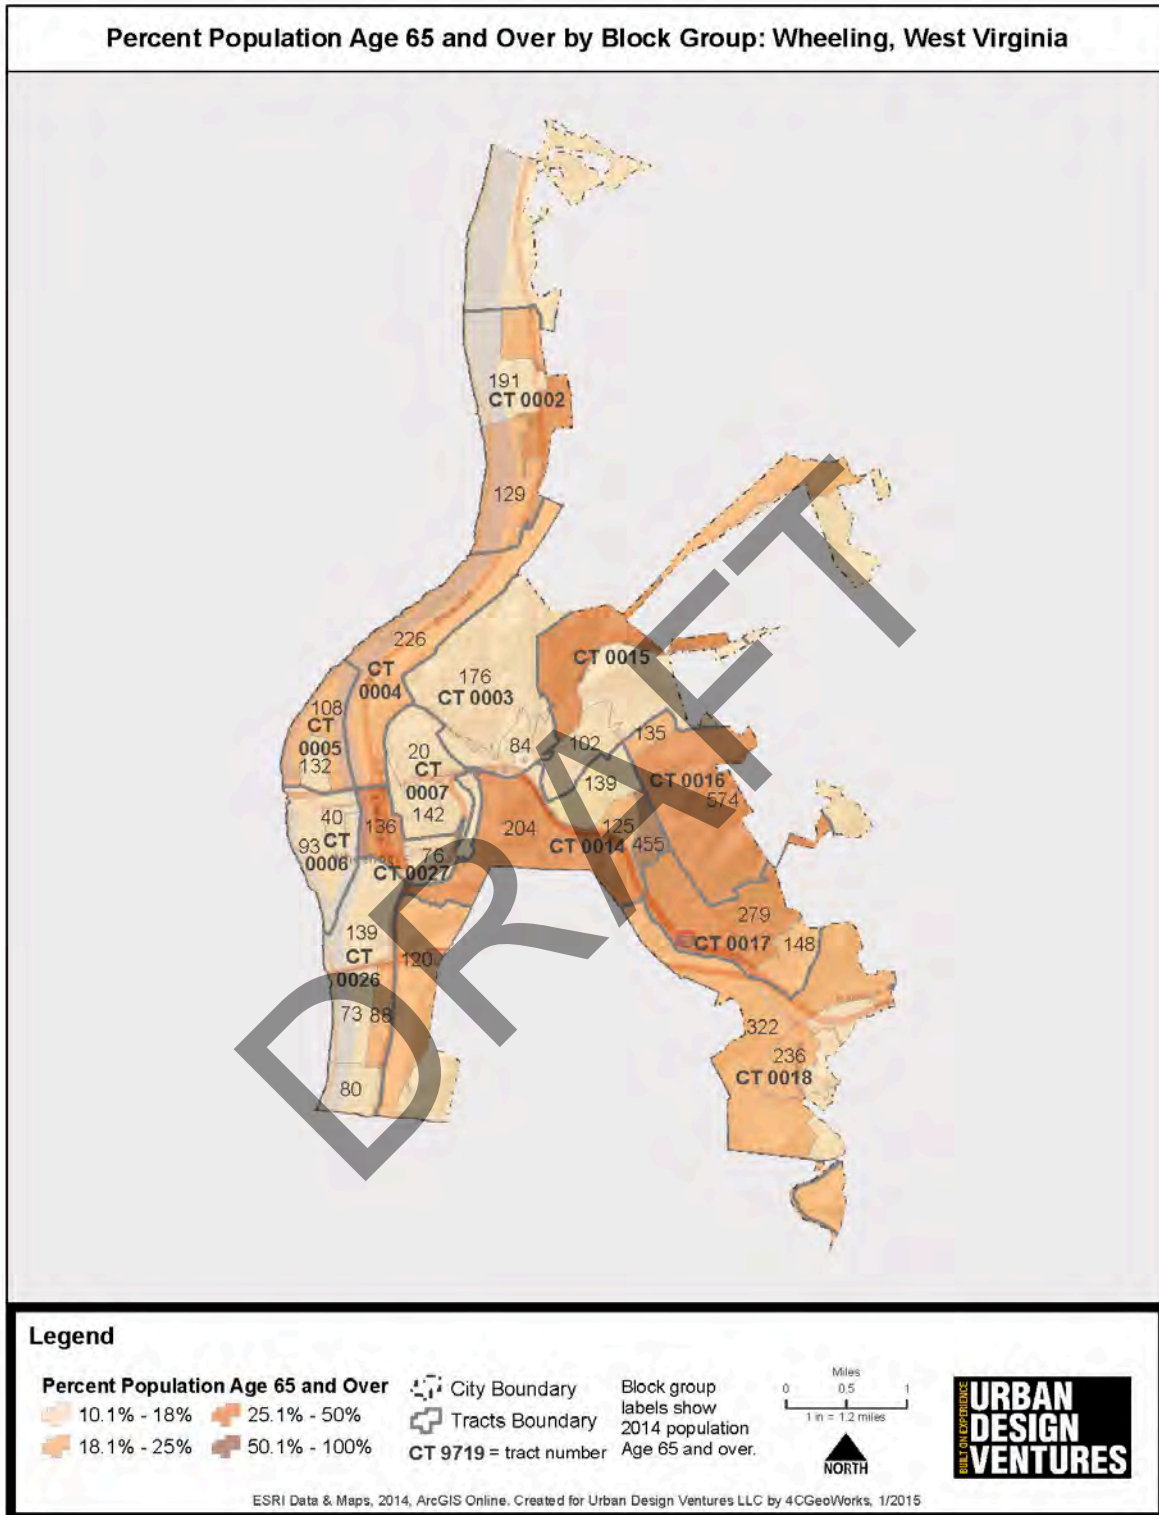 Percent Population Age 65 and Over by Block Group: Wheeling, West Virginia
191
CT 0002
129
226
CT
0004
176
CT 0003
CT 0015
108
CT
0005
132
20
CT
0007
142
84
102
135
139
CT 0016
574
40
93 CT
0006
136
76
CT 0027
204
125
CT 0014
455
279
CT 0017
148
139
CT
0026
120
73
88
80
322
236
CT 0018
DRAFT
Legend
Percent Population Age 65 and Over
10.1% - 18%
25.1% - 50%
18.1% - 25%
50.1% - 100%
City Boundary
Tracts Boundary
CT 9719 = tract number
Block group
labels show
2014 population
Age 65 and over.
Miles
0 0.5 1
1 in = 1.2 miles
NORTH
BUILT ON EXPERIENCE
URBAN
DESIGN
VENTURES
ESRI Data & Maps, 2014, ArcGIS Online. Created for Urban Design Ventures LLC by 4CGeoWorks, 1/2015